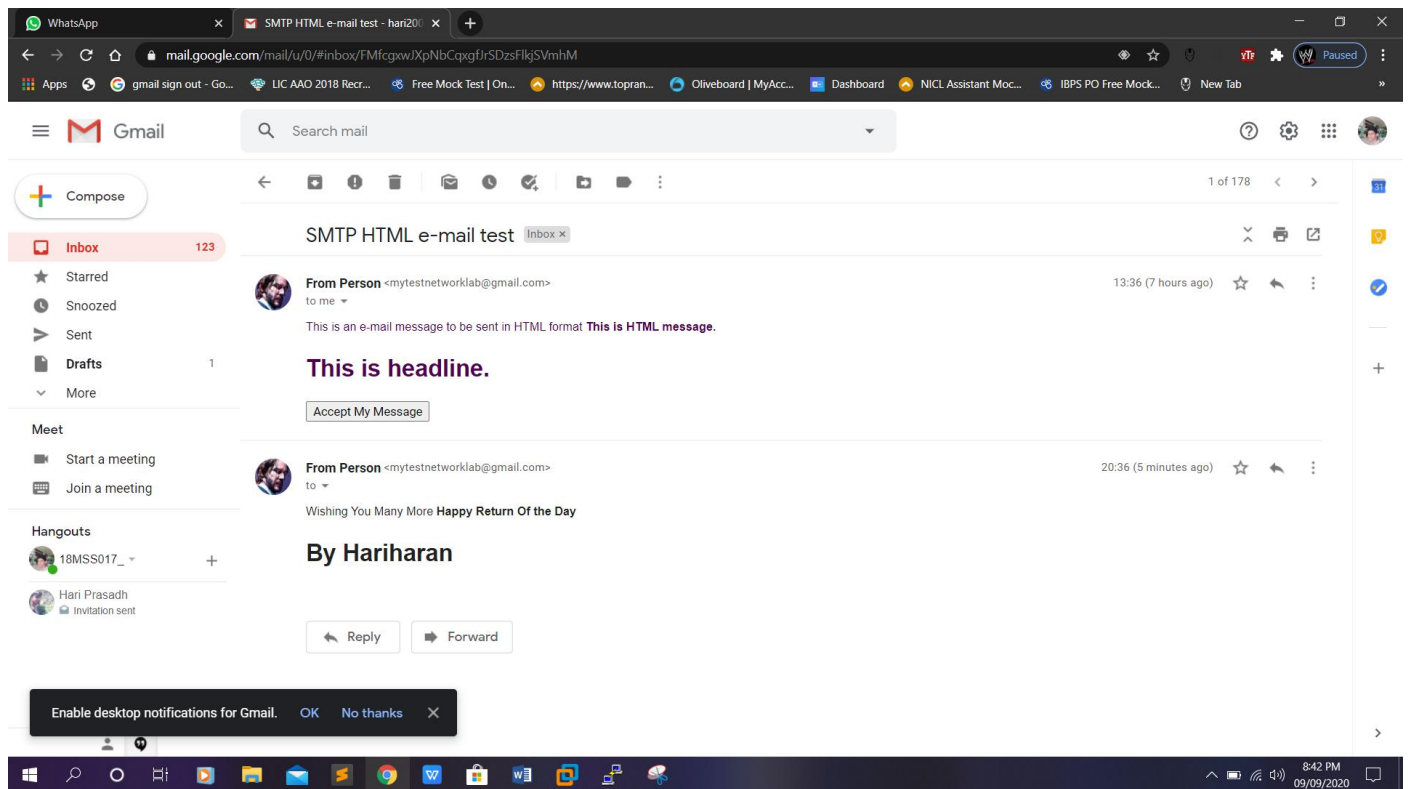 WhatsApp
SMTP HTML e-mail test - hari200
mail.google.com/mail/u/0/#inbox/FMfcgxwJXpNbCqxgfJrSDzsFlkjSVmhM
YTF
Paused
Apps
gmail sign out - Go...
LIC AAO 2018 Recr...
Free Mock Test | On...
https://www.topran...
Oliveboard | MyAcc...
Dashboard
NICL Assistant Moc...
IBPS PO Free Mock...
New Tab
»
Gmail
Search mail
Compose
1 of 178
31
SMTP HTML e-mail test
Inbox ×
Inbox 123
Starred
Snoozed
Sent
Drafts 1
More
From Person <mytestnetworklab@gmail.com>
13:36 (7 hours ago)
to me
This is an e-mail message to be sent in HTML format This is HTML message.
This is headline.
Accept My Message
Meet
Start a meeting
Join a meeting
From Person <mytestnetworklab@gmail.com>
20:36 (5 minutes ago)
to
Wishing You Many More Happy Return Of the Day
By Hariharan
Hangouts
18MSS017_
Hari Prasadh
Invitation sent
Reply
Forward
Enable desktop notifications for Gmail. OK No thanks
8:42 PM
09/09/2020